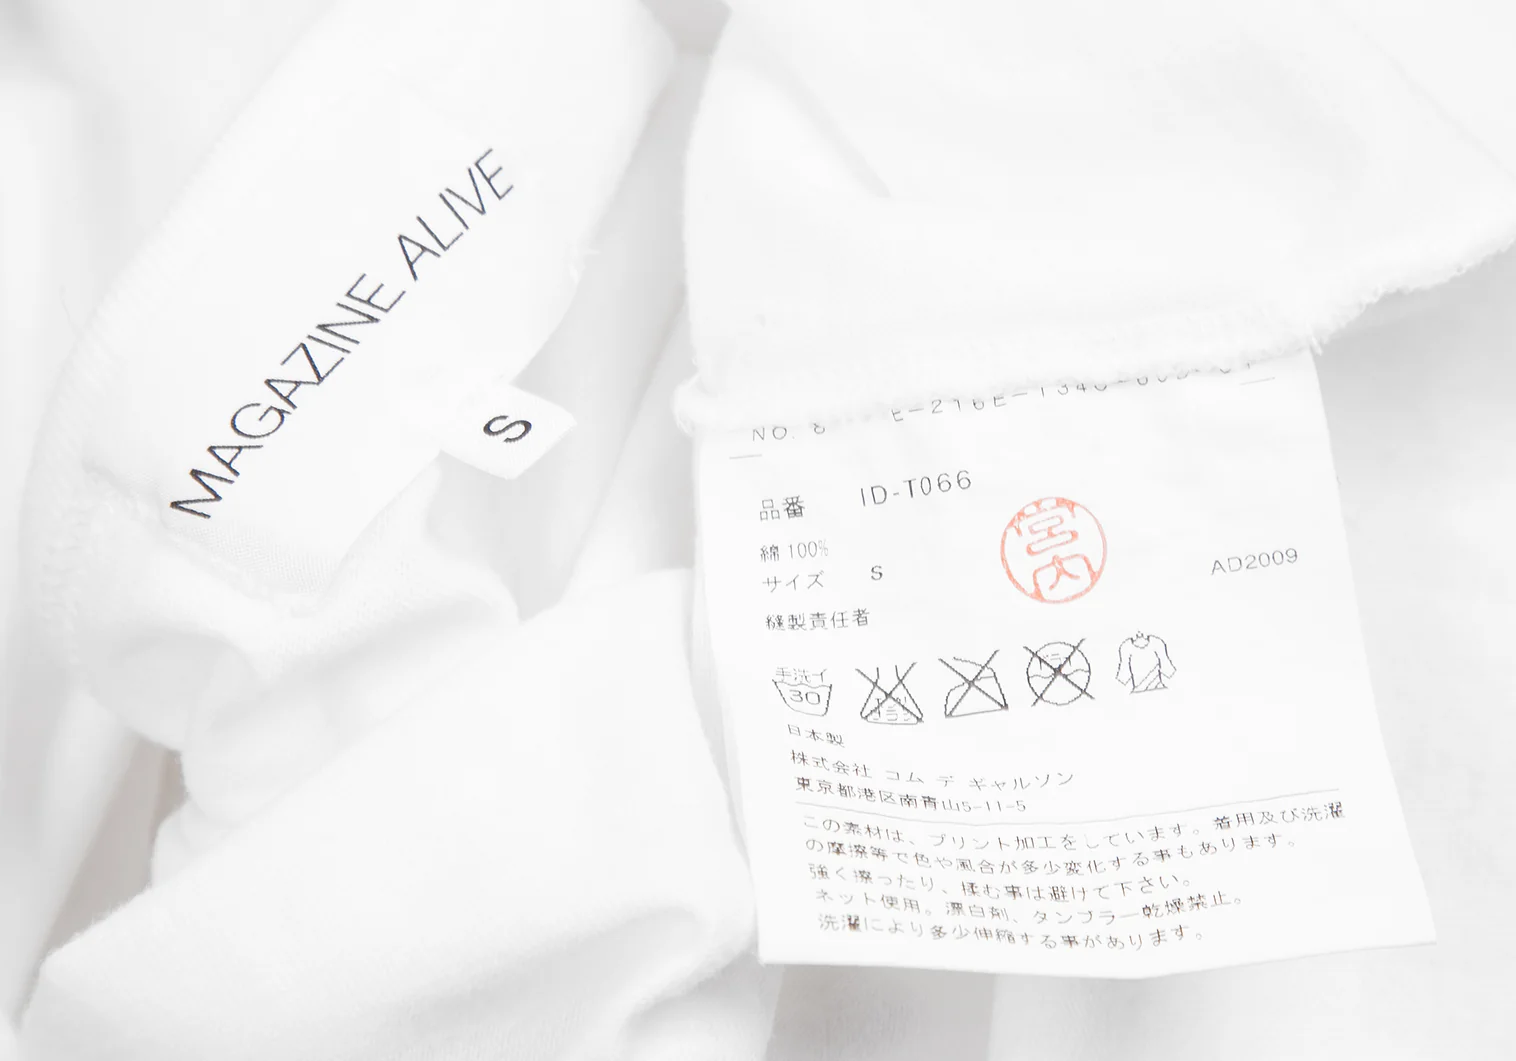 MAGAZINE ALIVE
S
NO. 8 E-216E-1340-
品番 ID-T066
綿 100%
サイズ S
AD2009
縫製責任者
宮内
手洗イ
30
日本製
株式会社 コム デ ギャルソン
東京都港区南青山5-11-5
この素材は、プリント加工をしています。着用及び洗濯
の摩擦等で色や風合が多少変化する事もあります。
強く擦ったり、揉む事は避けて下さい。
ネット使用。漂白剤、タンブラー乾燥禁止。
洗濯により多少伸縮する事があります。